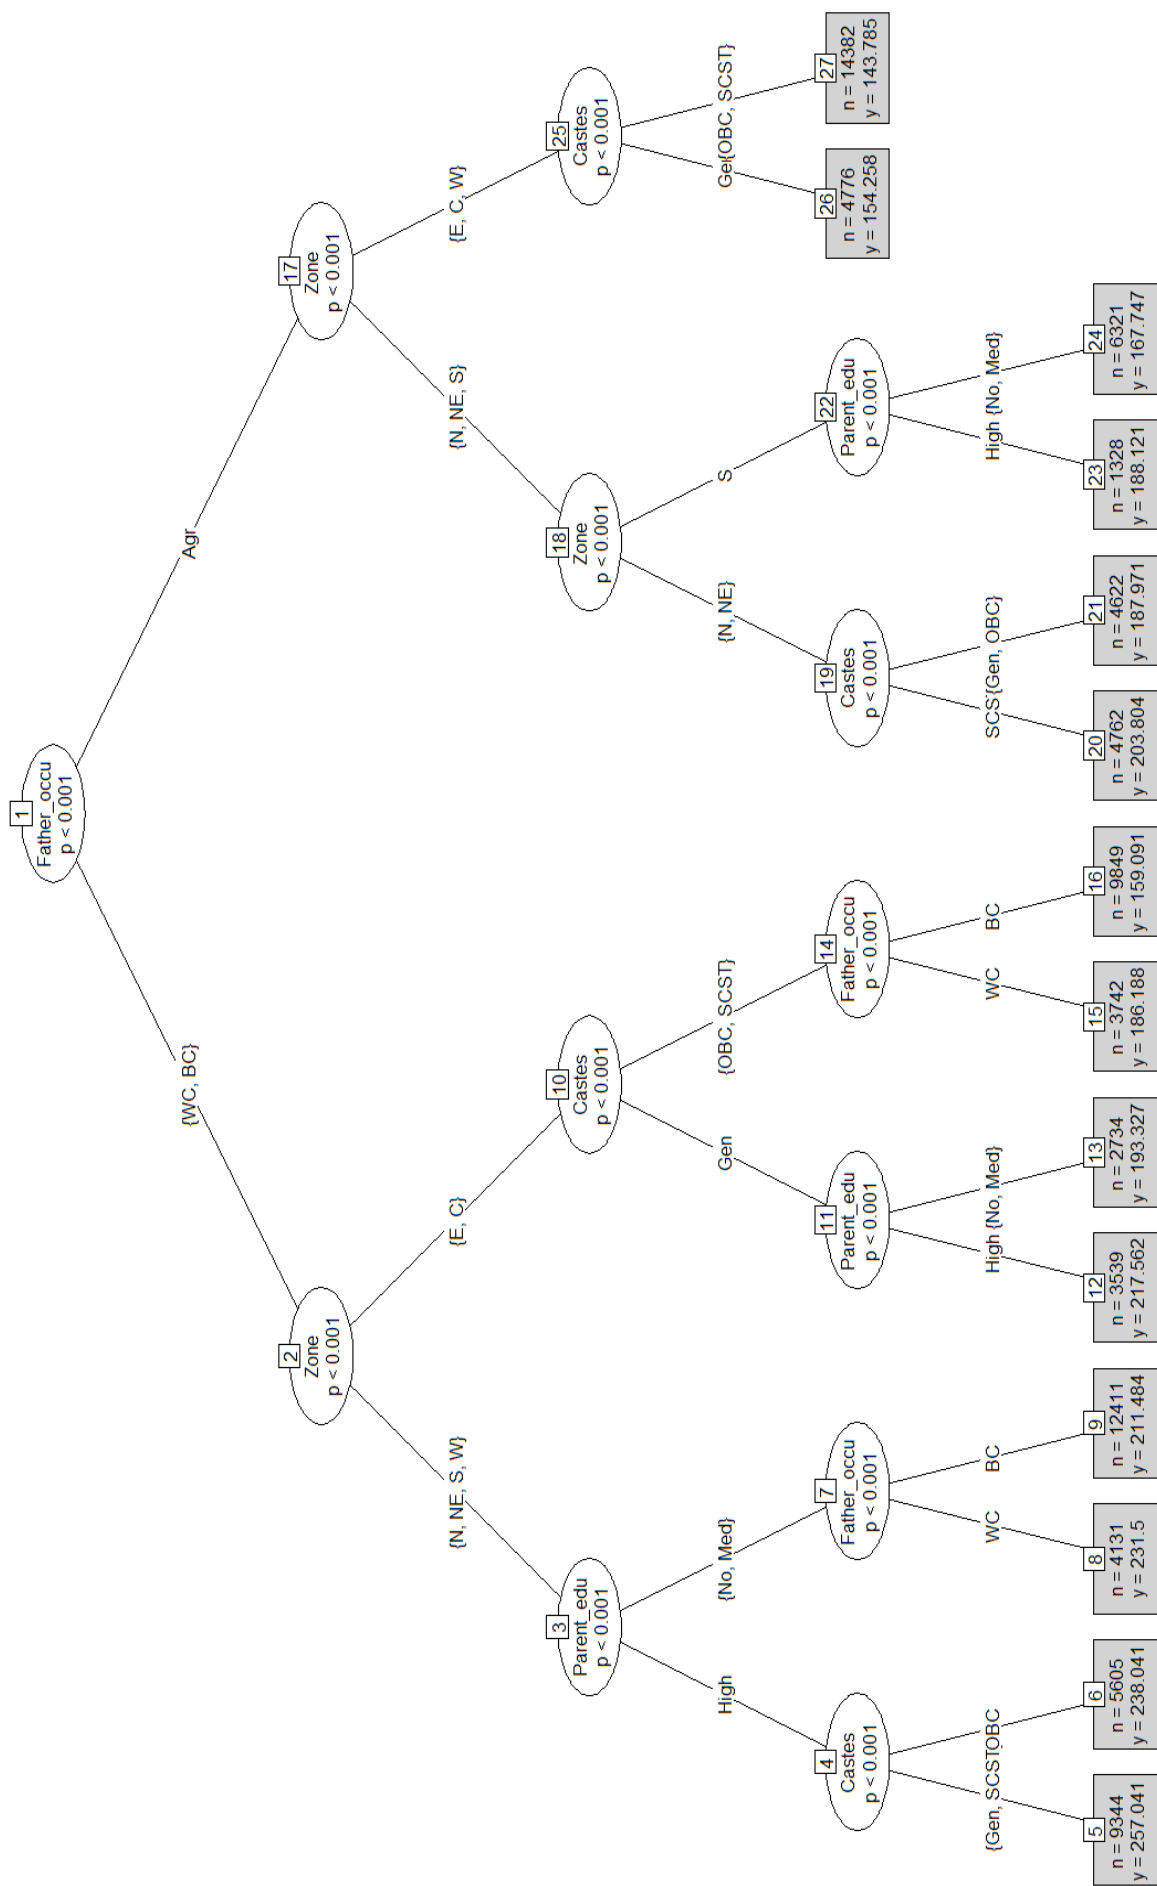 1
Father_occu
p < 0.001
{WC, BC}
Agr
2
Zone
p < 0.001
17
Zone
p < 0.001
{N, NE, S, W}
{E, C}
{N, NE, S}
{E, C, W}
3
Parent_edu
p < 0.001
10
Castes
p < 0.001
18
Zone
p < 0.001
25
Castes
p < 0.001
High
{No, Med}
Gen
{OBC, SCST}
{N, NE}
S
{OBC, SCST}
4
Castes
p < 0.001
7
Father_occu
p < 0.001
11
Parent_edu
p < 0.001
14
Father_occu
p < 0.001
19
Castes
p < 0.001
22
Parent_edu
p < 0.001
26
n = 4776
y = 154.258
27
n = 14382
y = 143.785
{Gen, SCST
OBC
WC
BC
High
{No, Med}
WC
BC
{Gen, OBC}
High
{No, Med}
5
n = 9344
y = 257.041
6
n = 5605
y = 238.041
8
n = 4131
y = 231.5
9
n = 12411
y = 211.484
12
n = 3539
y = 217.562
13
n = 2734
y = 193.327
15
n = 3742
y = 186.188
16
n = 9849
y = 159.091
20
n = 4762
y = 203.804
21
n = 4622
y = 187.971
23
n = 1328
y = 188.121
24
n = 6321
y = 167.747